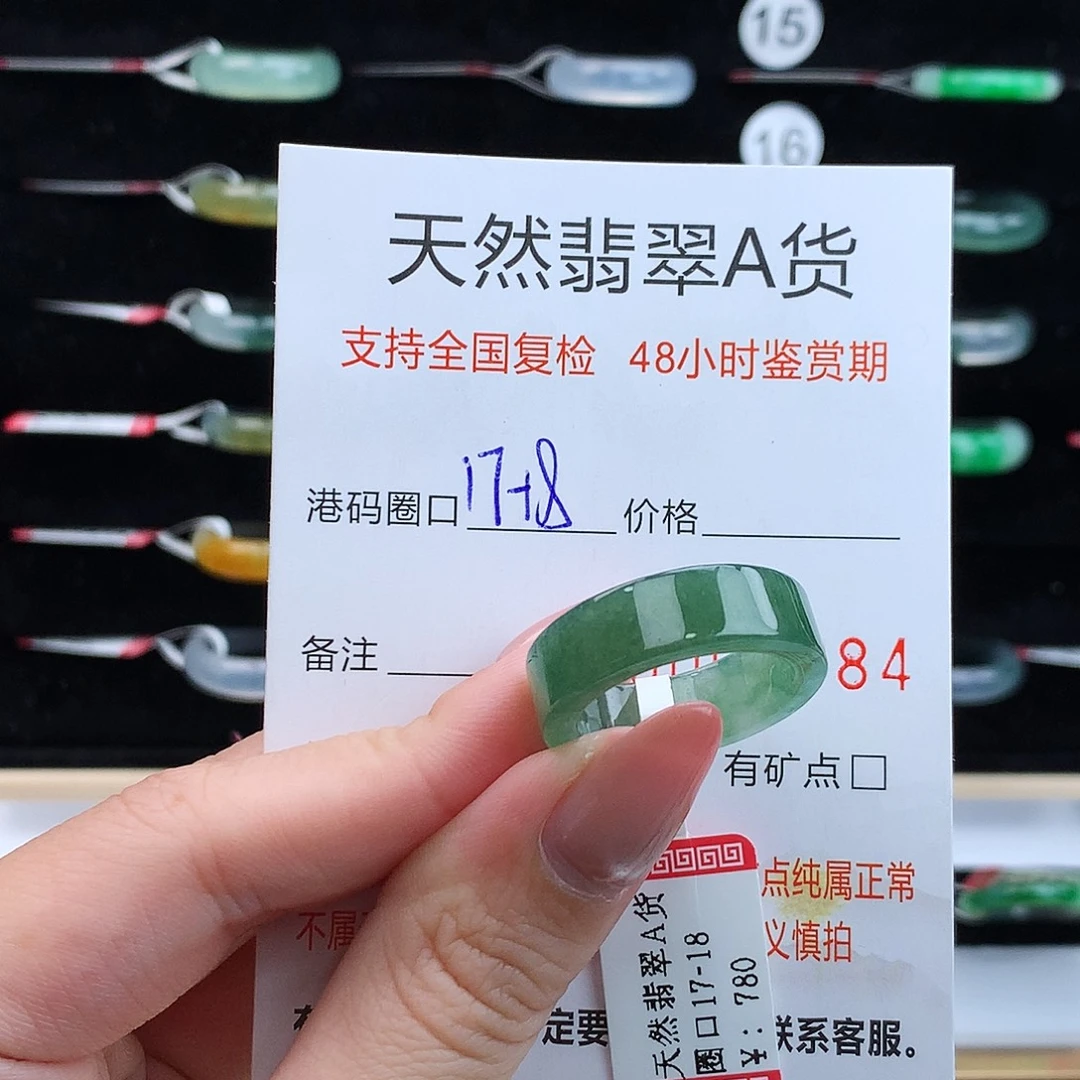 15
16
天然翡翠A货
支持全国复检 48小时鉴赏期
港码圈口 17+8 价格
备注
84
有矿点□
点纯属正常
不属
义慎拍
定要
联系客服。
天然翡翠A货
圈口17-18
￥：780